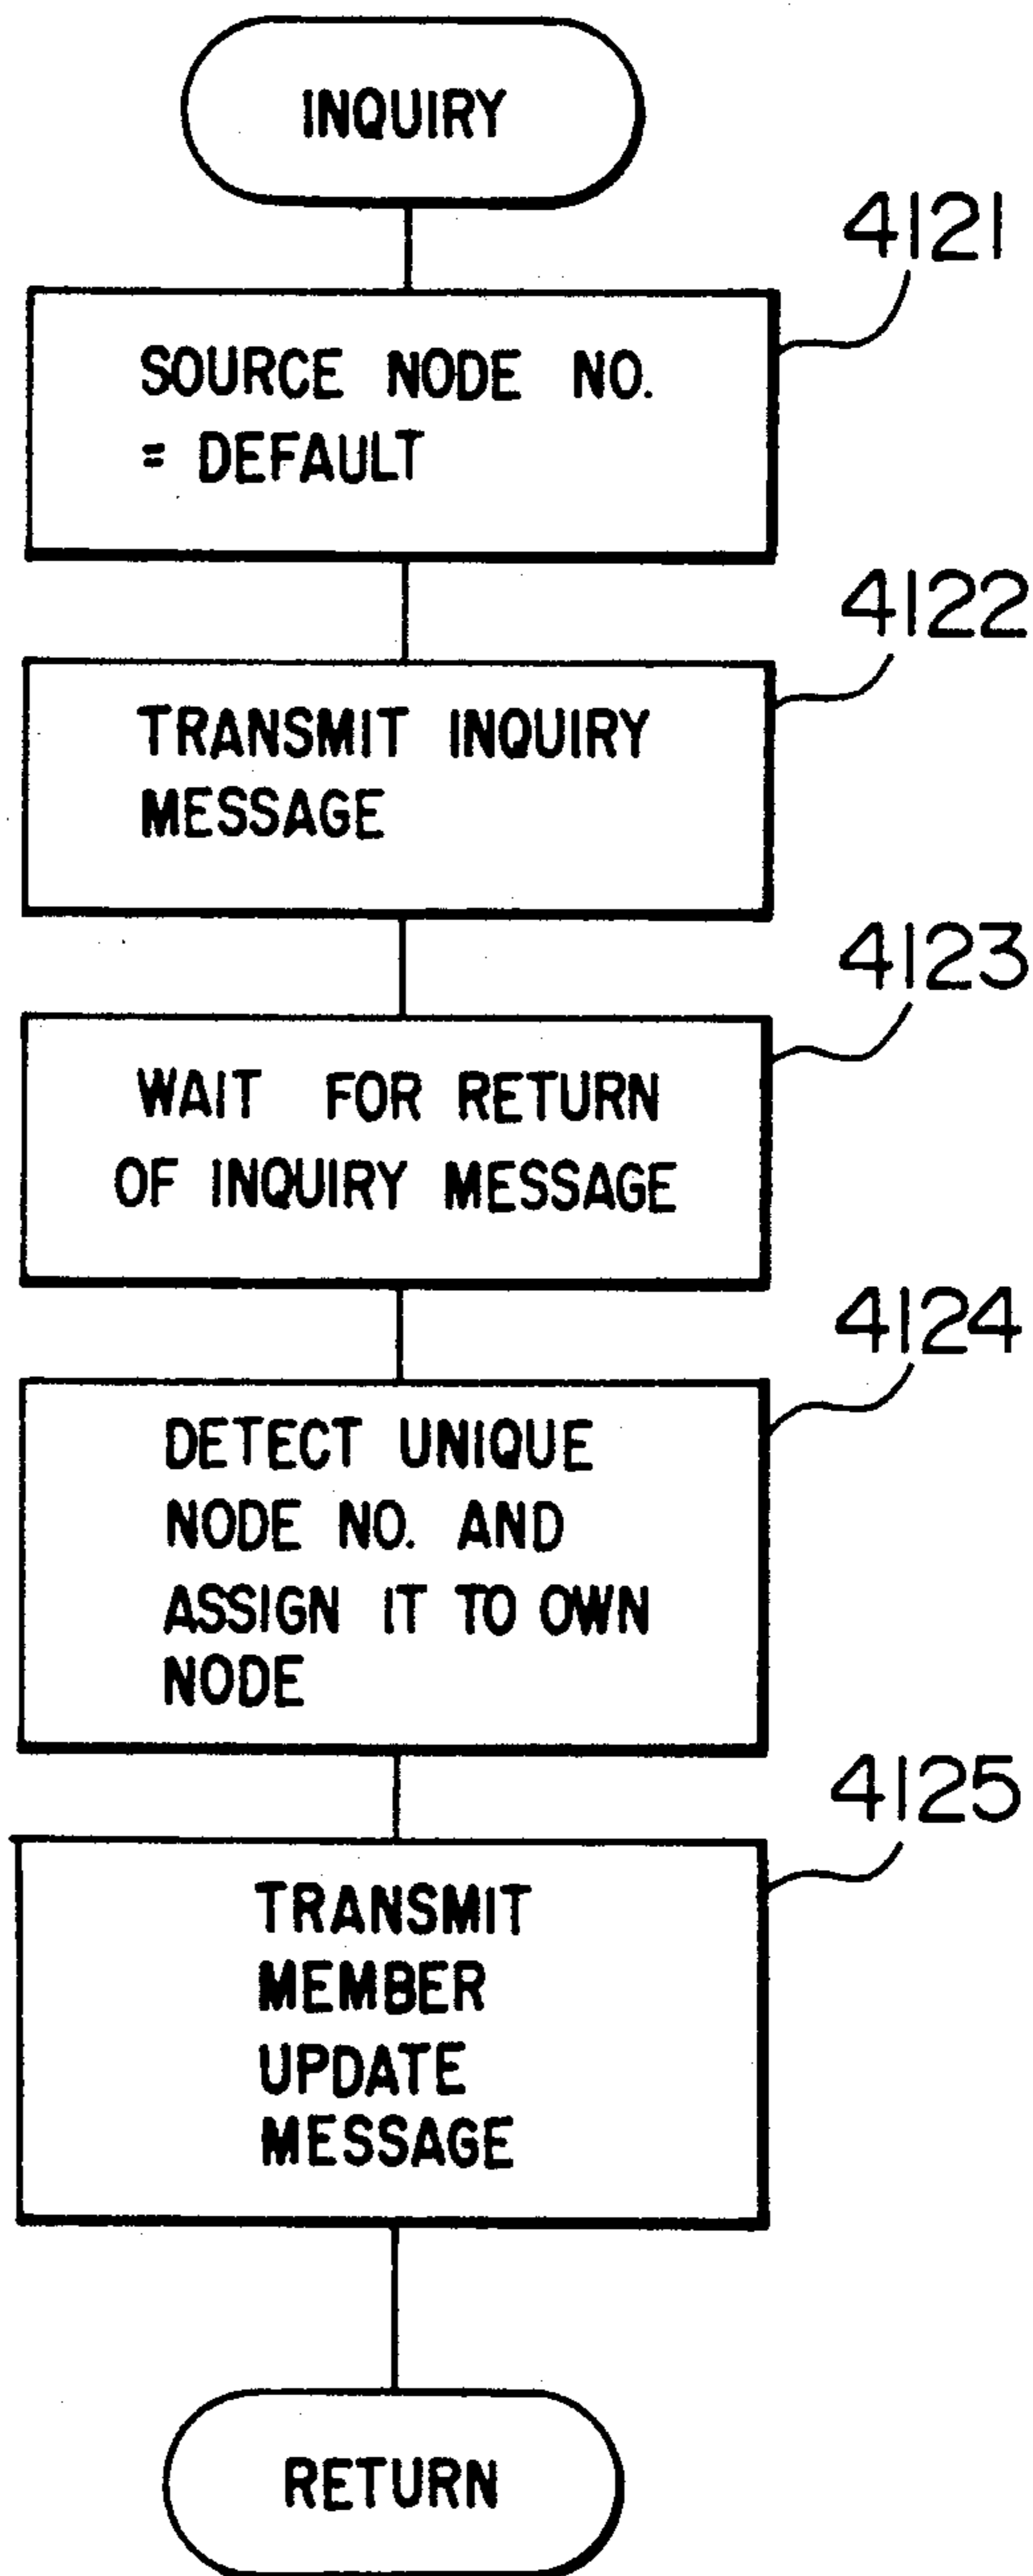 INQUIRY
4121
SOURCE NODE NO.
= DEFAULT
4122
TRANSMIT INQUIRY
MESSAGE
4123
WAIT FOR RETURN
OF INQUIRY MESSAGE
4124
DETECT UNIQUE
NODE NO. AND
ASSIGN IT TO OWN
NODE
4125
TRANSMIT
MEMBER
UPDATE
MESSAGE
RETURN